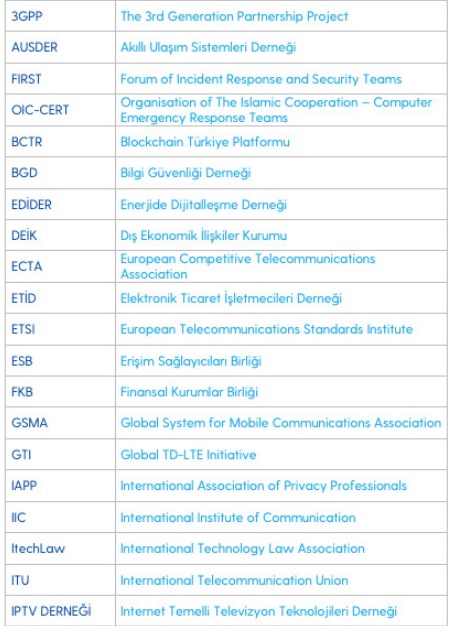 3GPP The 3rd Generation Partnership Project
AUSDER Akıllı Ulaşım Sistemleri Derneği
FIRST Forum of Incident Response and Security Teams
OIC-CERT Organisation of The Islamic Cooperation – Computer
Emergency Response Teams
BCTR Blockchain Türkiye Platformu
BGD Bilgi Güvenliği Derneği
EDİDER Enerjide Dijitalleşme Derneği
DEİK Dış Ekonomik İlişkiler Kurumu
ECTA European Competitive Telecommunications
Association
ETİD Elektronik Ticaret İşletmecileri Derneği
ETSI European Telecommunications Standards Institute
ESB Erişim Sağlayıcıları Birliği
FKB Finansal Kurumlar Birliği
GSMA Global System for Mobile Communications Association
GTI Global TD-LTE Initiative
IAPP International Association of Privacy Professionals
IIC International Institute of Communication
ItechLaw International Technology Law Association
ITU International Telecommunication Union
IPTV DERNEĞİ Internet Temelli Televizyon Teknolojileri Derneği